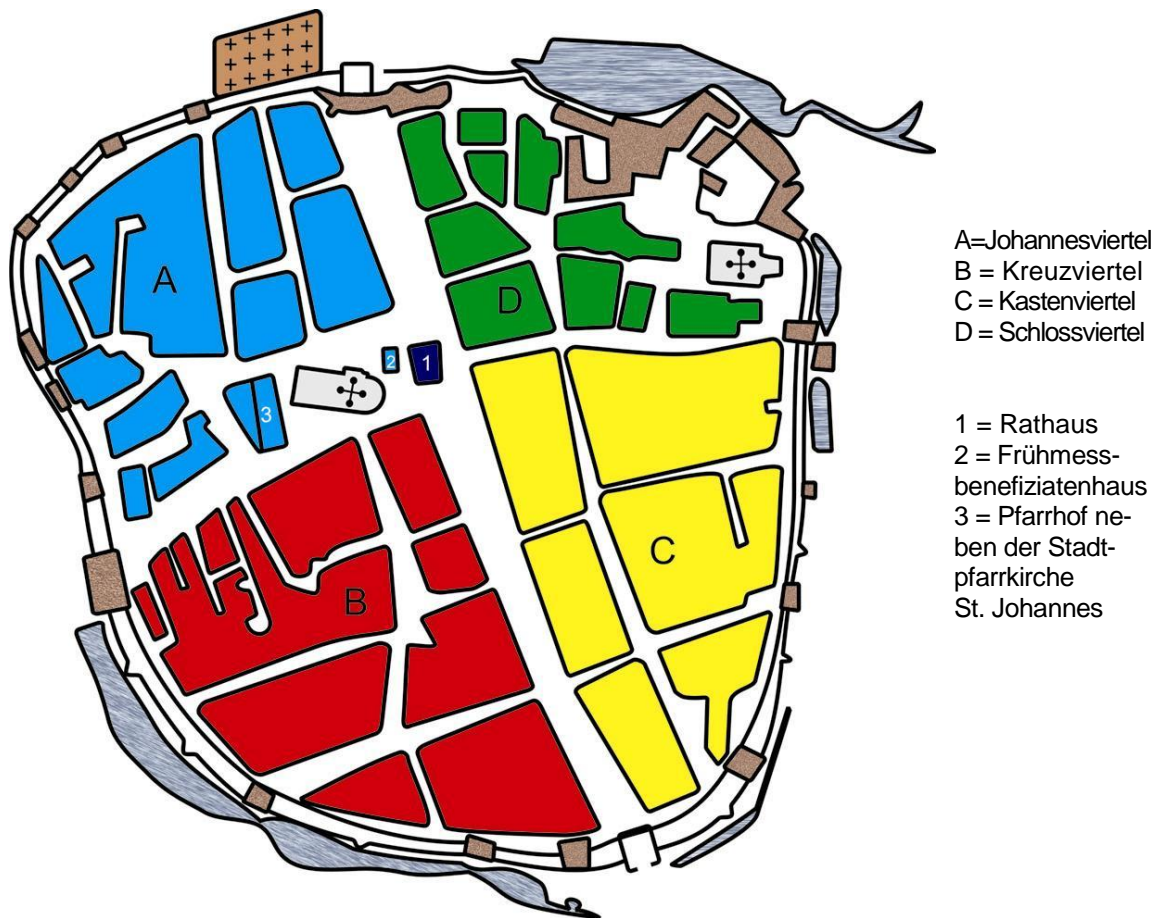 A
D
2
1
3
C
B
A=Johannesviertel
B = Kreuzviertel
C = Kastenviertel
D = Schlossviertel
1 = Rathaus
2 = Frühmess-
benefiziatenhaus
3 = Pfarrhof ne-
ben der Stadt-
pfarrkirche
St. Johannes